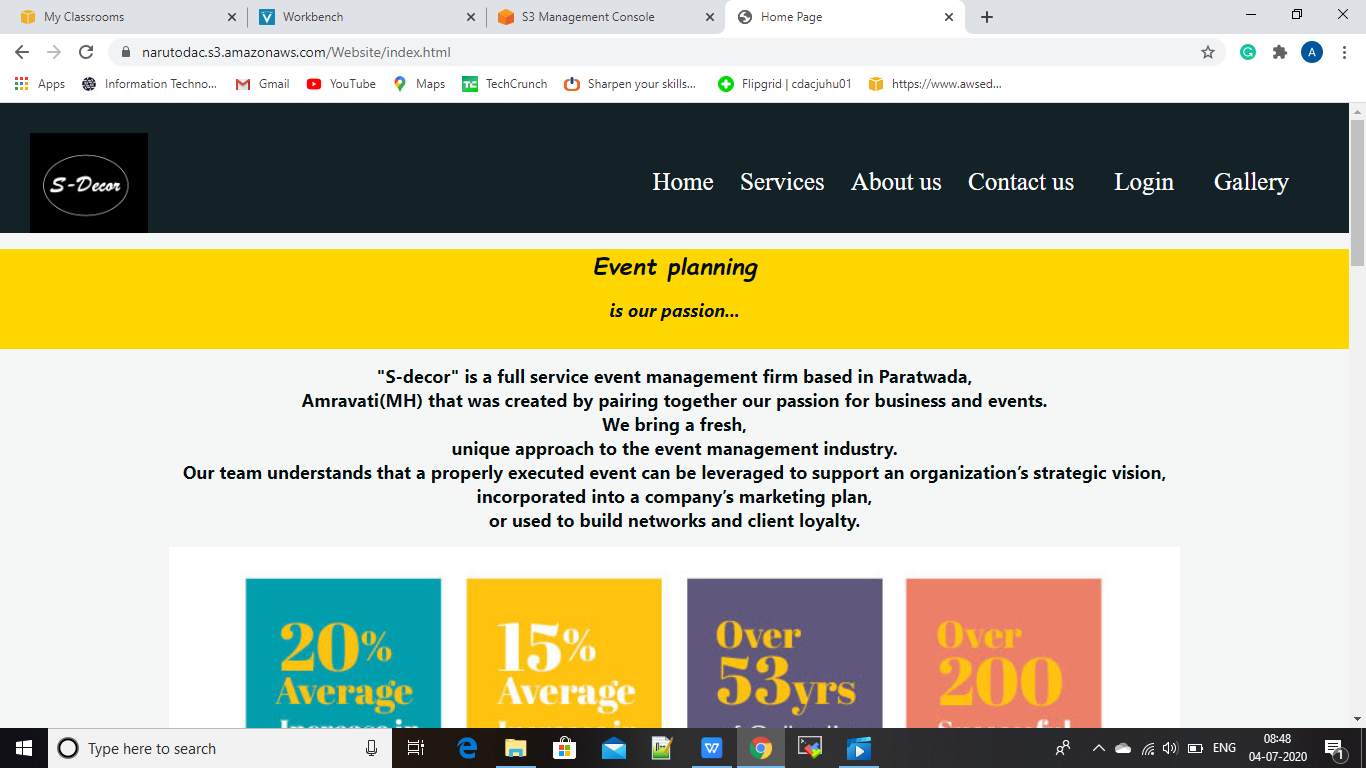 My Classrooms
Workbench
S3 Management Console
Home Page
narutodac.s3.amazonaws.com/Website/index.html
A
Apps
Information Techno...
Gmail
YouTube
Maps
TechCrunch
Sharpen your skills...
Flipgrid | cdacjuhu01
https://www.awsed...
S-Decor
Home Services About us Contact us Login Gallery
Event planning
is our passion...
"S-decor" is a full service event management firm based in Paratwada,
Amravati(MH) that was created by pairing together our passion for business and events.
We bring a fresh,
unique approach to the event management industry.
Our team understands that a properly executed event can be leveraged to support an organization’s strategic vision,
incorporated into a company’s marketing plan,
or used to build networks and client loyalty.
20%
Average
Increase in
15%
Average
Increase in
Over
53yrs
Over
200
Successful
Type here to search
ENG
08:48
04-07-2020
1